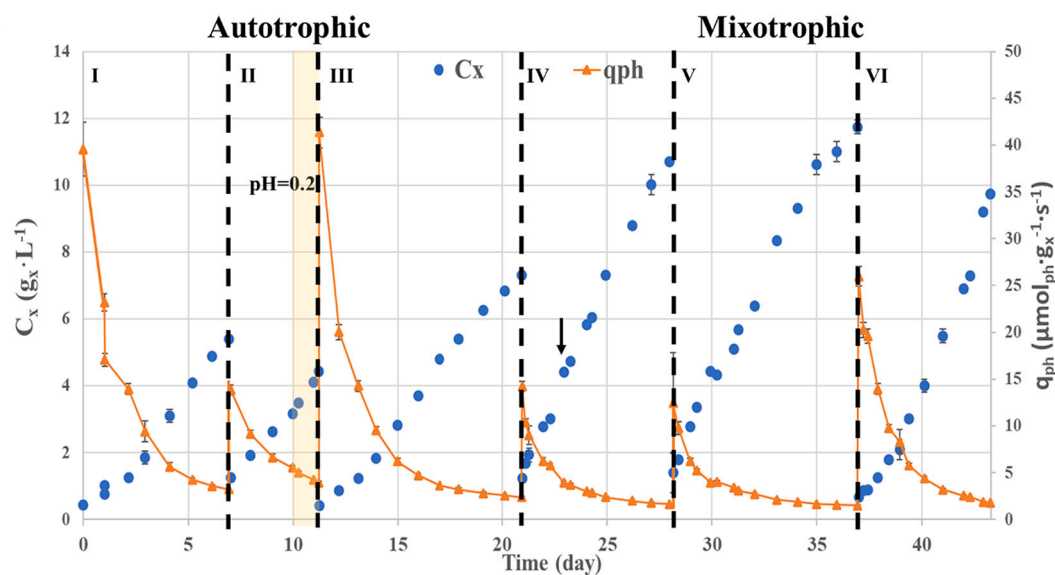 Autotrophic Mixotrophic
14 50
I II III IV V VI
Cx qph
12 45
10 40
8 35
6 30
4 25
2 20
0 15
10
5
0
pH=0.2
Cx (gx·L-1)
qph (μmolph·gx-1·s-1)
0 5 10 15 20 25 30 35 40
Time (day)